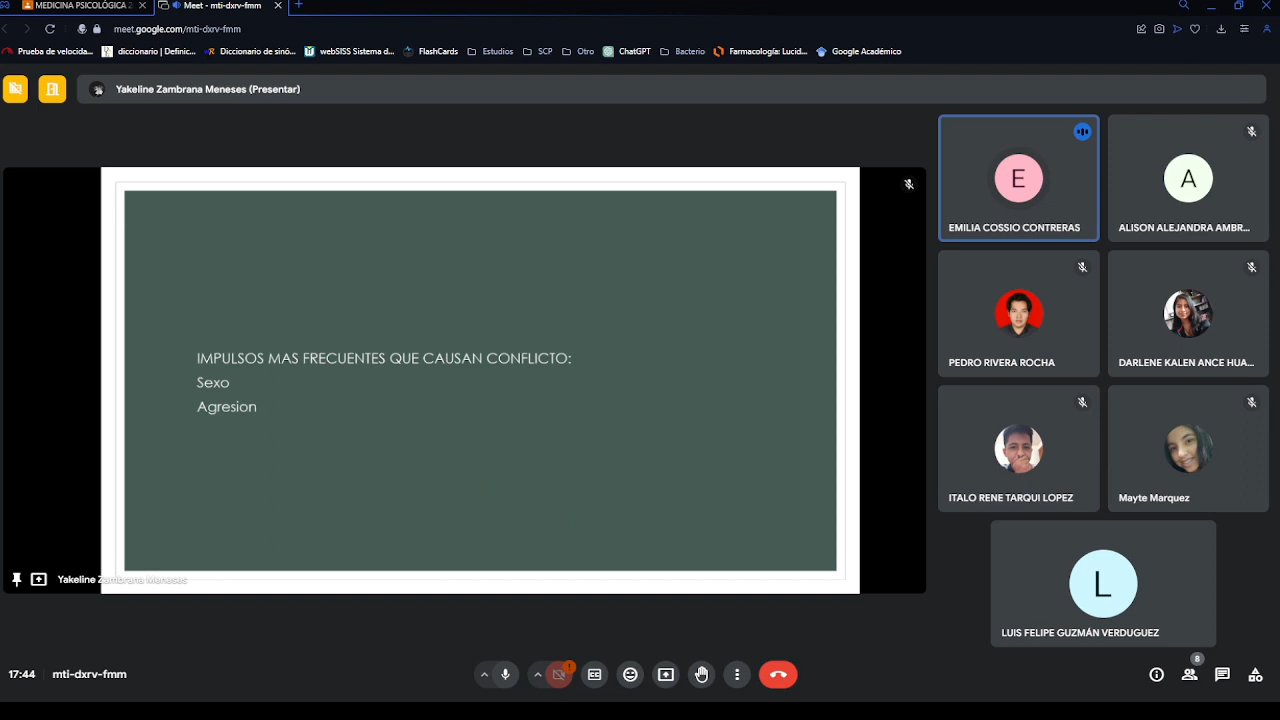 MEDICINA PSICOLÓGICA 2
Meet - mti-dxrv-fmm
meet.google.com/mti-dxrv-fmm
Prueba de velocida...
diccionario | Definic...
Diccionario de sinó...
webSISS Sistema d...
FlashCards
Estudios
SCP
Otro
ChatGPT
Bacterio
Farmacología: Lucid...
Google Académico
Yakeline Zambrana Meneses (Presentar)
IMPULSOS MAS FRECUENTES QUE CAUSAN CONFLICTO:
Sexo
Agresion
Yakeline Zambrana Meneses
E
EMILIA COSSIO CONTRERAS
A
ALISON ALEJANDRA AMBR...
PEDRO RIVERA ROCHA
DARLENE KALEN ANCE HUA...
ITALO RENE TARQUI LOPEZ
Mayte Marquez
L
LUIS FELIPE GUZMÁN VERDUGUEZ
17:44
mti-dxrv-fmm
8